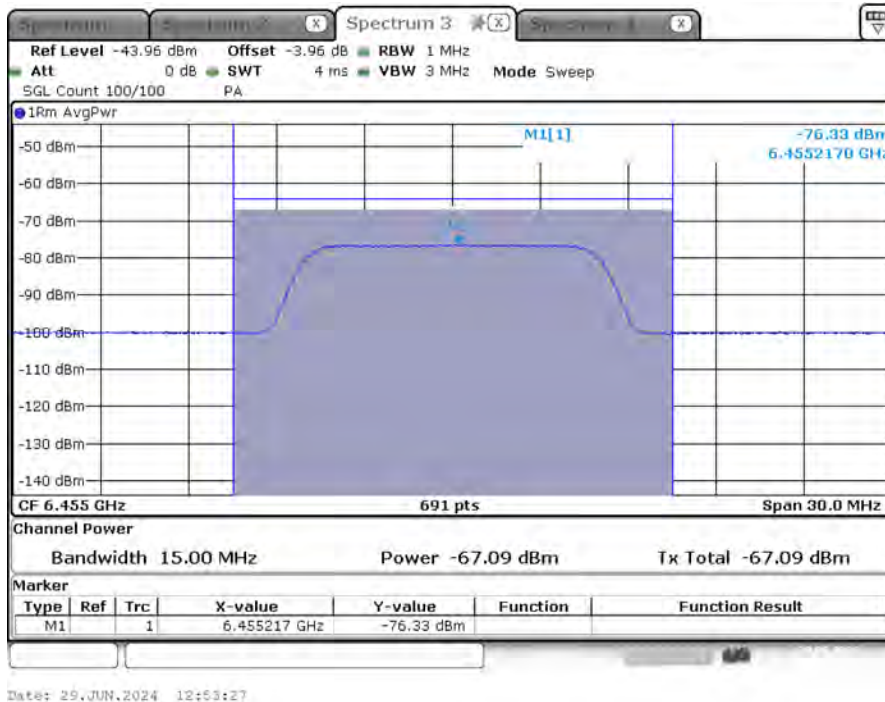 Spectrum 3 X
X
X
Ref Level -43.96 dBm Offset -3.96 dB RBW 1 MHz
Att 0 dB SWT 4 ms VBW 3 MHz Mode Sweep
SGL Count 100/100 PA
1Rm AvgPwr
M1[1] -76.33 dBm
6.4552170 GHz
-50 dBm
-60 dBm
-70 dBm
-80 dBm
-90 dBm
-100 dBm
-110 dBm
-120 dBm
-130 dBm
-140 dBm
CF 6.455 GHz 691 pts Span 30.0 MHz
Channel Power
Bandwidth 15.00 MHz Power -67.09 dBm Tx Total -67.09 dBm
Marker
Type Ref Trc X-value Y-value Function Function Result
M1 1 6.455217 GHz -76.33 dBm
Date: 29.JUN.2024 12:53:27